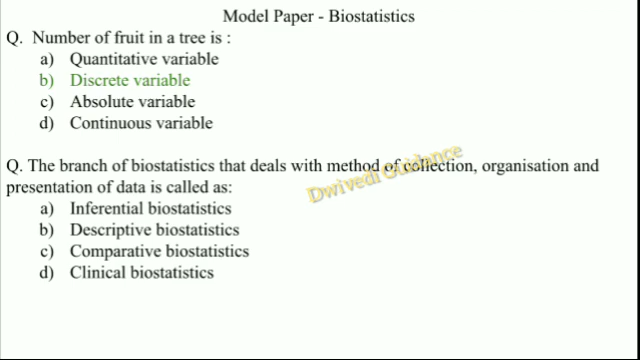 Model Paper - Biostatistics
Q. Number of fruit in a tree is :
a) Quantitative variable
b) Discrete variable
c) Absolute variable
d) Continuous variable
Q. The branch of biostatistics that deals with method of collection, organisation and
presentation of data is called as:
Dwivedi Guidance
a) Inferential biostatistics
b) Descriptive biostatistics
c) Comparative biostatistics
d) Clinical biostatistics